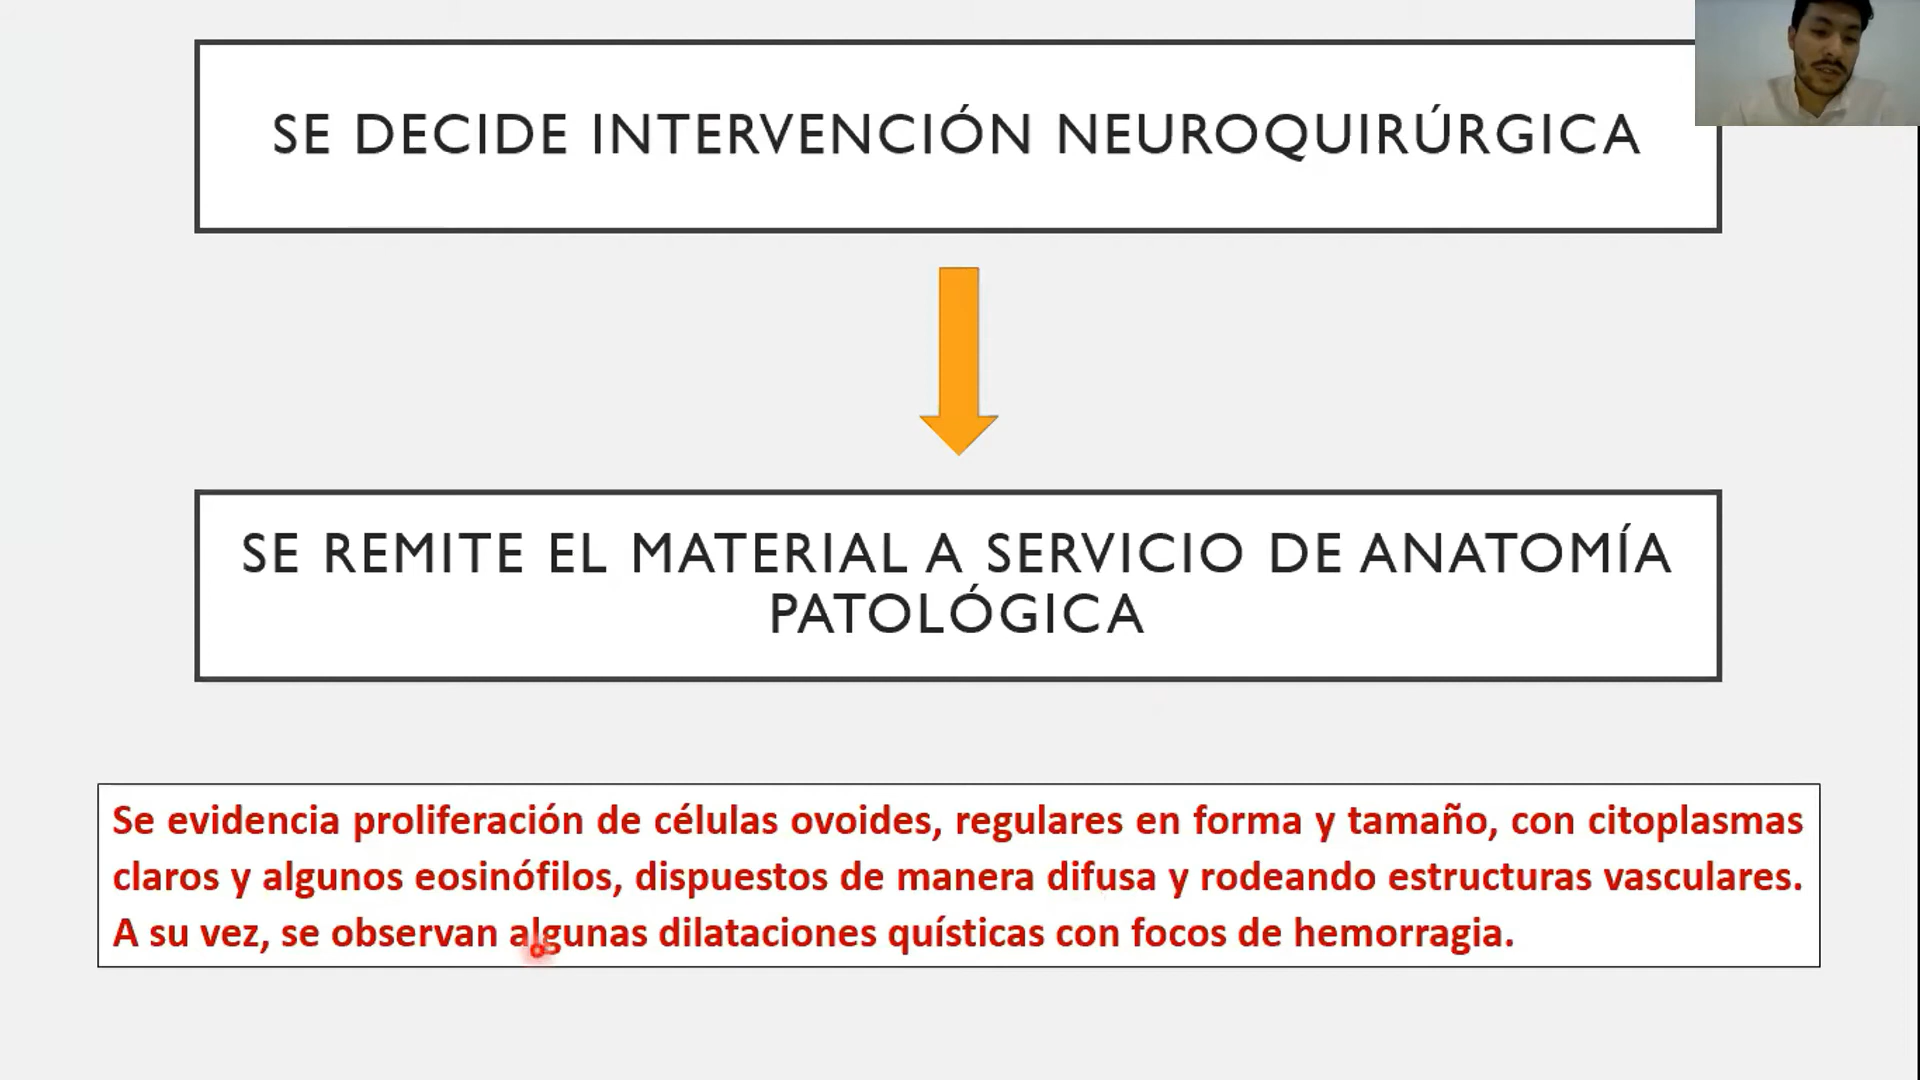 SE DECIDE INTERVENCIÓN NEUROQUIRÚRGICA
SE REMITE EL MATERIAL A SERVICIO DE ANATOMÍA
PATOLÓGICA
Se evidencia proliferación de células ovoides, regulares en forma y tamaño, con citoplasmas
claros y algunos eosinófilos, dispuestos de manera difusa y rodeando estructuras vasculares.
A su vez, se observan algunas dilataciones quísticas con focos de hemorragia.